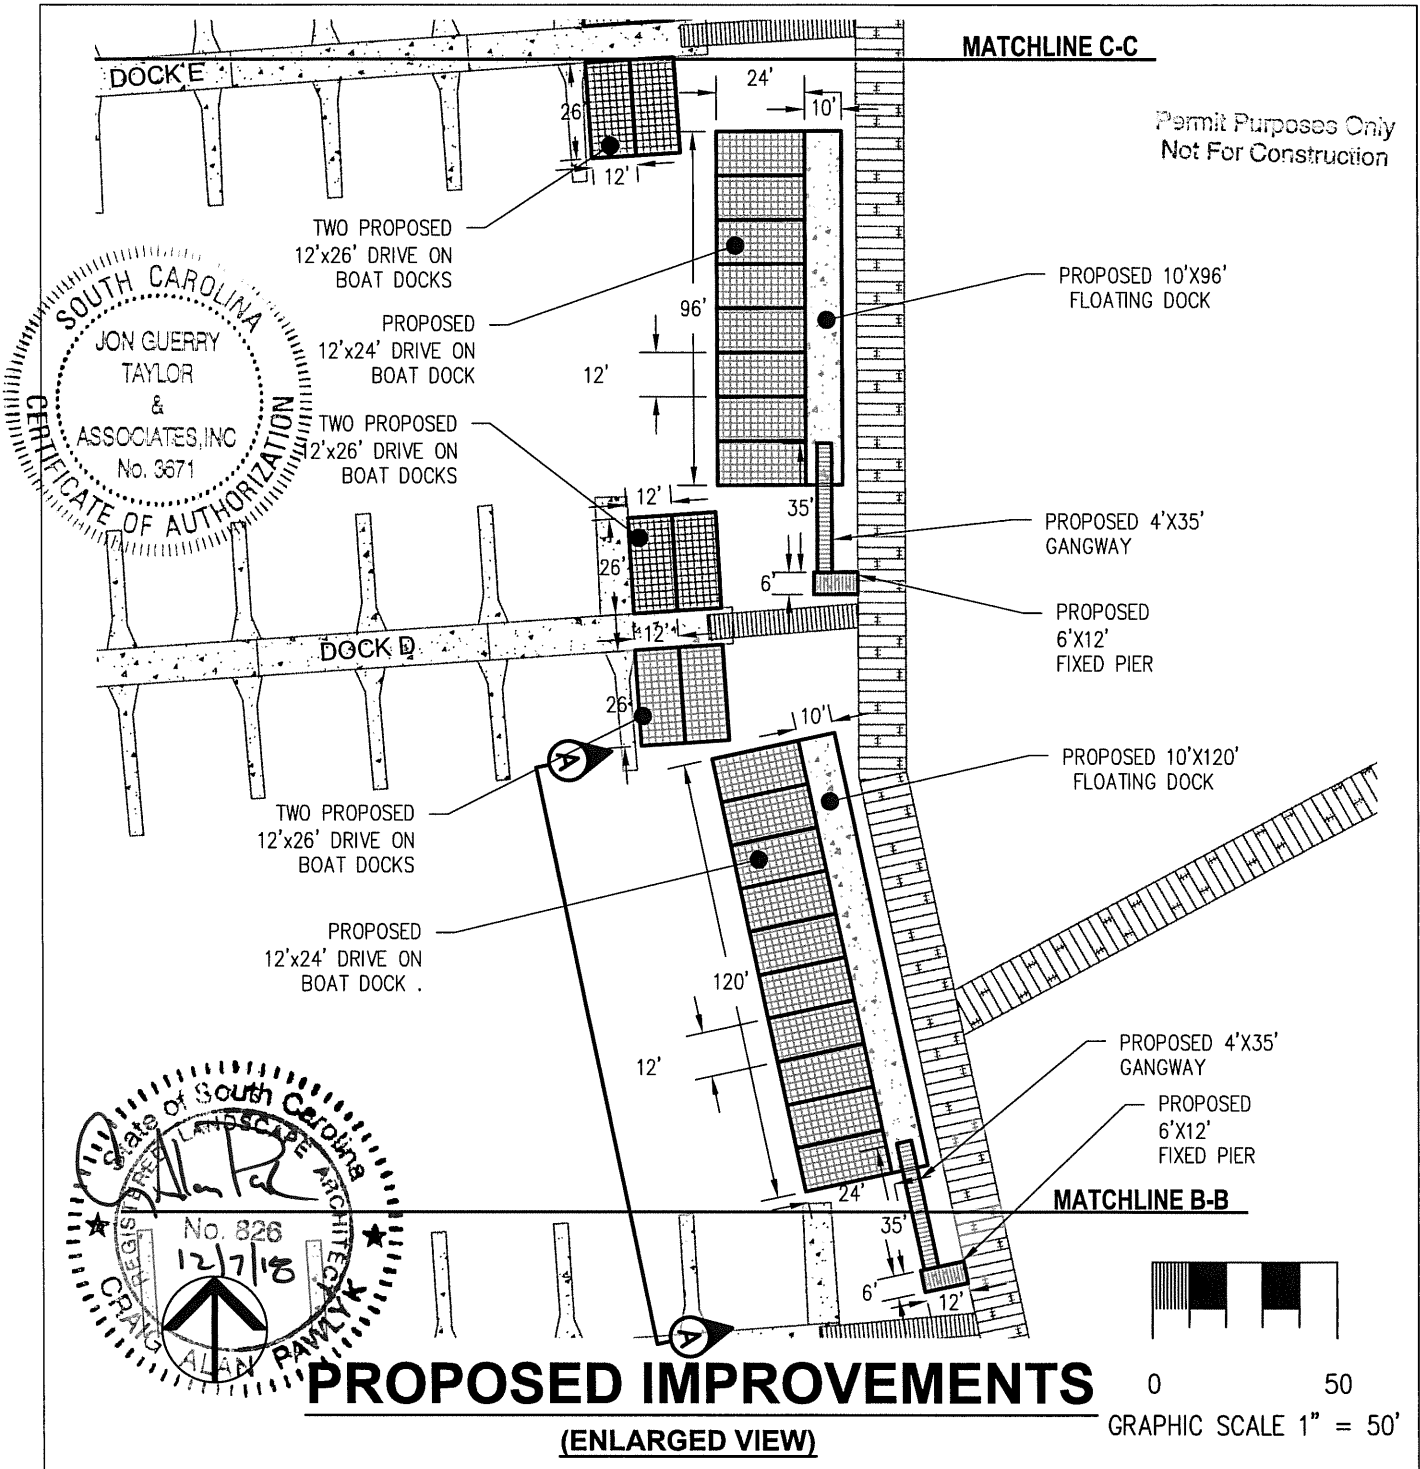 MATCHLINE C-C
DOCK E
24'
10'
26'
12'
Permit Purposes Only
Not For Construction
TWO PROPOSED
12'x26' DRIVE ON
BOAT DOCKS
PROPOSED 10'X96'
FLOATING DOCK
SOUTH CAROLINA
JON GUERRY
TAYLOR
&
ASSOCIATES,INC
No. 3671
CERTIFICATE OF AUTHORIZATION
PROPOSED
12'x24' DRIVE ON
BOAT DOCK
96'
12'
TWO PROPOSED
12'x26' DRIVE ON
BOAT DOCKS
12'
35'
PROPOSED 4'X35'
GANGWAY
26'
6'
PROPOSED
6'X12'
FIXED PIER
12'
DOCK D
26'
10'
A
PROPOSED 10'X120'
FLOATING DOCK
TWO PROPOSED
12'x26' DRIVE ON
BOAT DOCKS
PROPOSED
12'x24' DRIVE ON
BOAT DOCK .
120'
12'
PROPOSED 4'X35'
GANGWAY
PROPOSED
6'X12'
FIXED PIER
State of South Carolina
REGISTERED LANDSCAPE ARCHITECT
No. 826
12/7/18
CRAIG ALAN PAWLYK
24'
MATCHLINE B-B
35'
6'
12'
A
PROPOSED IMPROVEMENTS
(ENLARGED VIEW)
0 50
GRAPHIC SCALE 1" = 50'